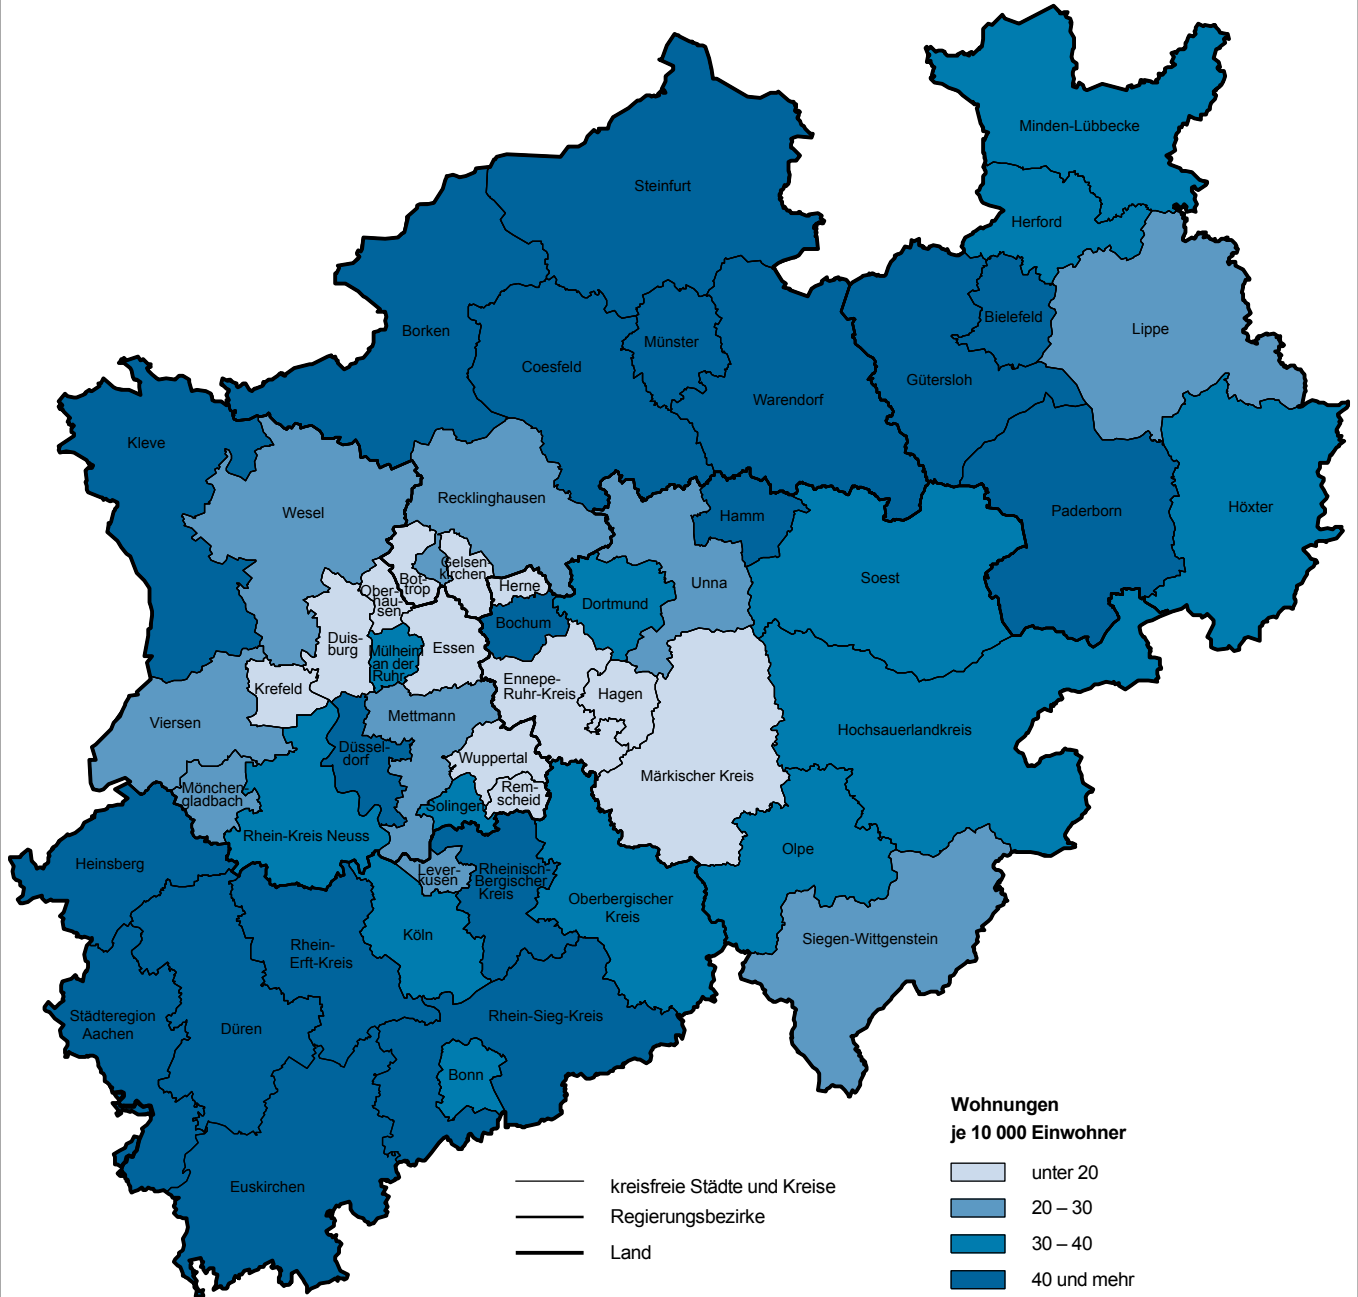 Minden-Lübbecke
Steinfurt
Herford
Bielefeld
Lippe
Borken
Münster
Coesfeld
Gütersloh
Warendorf
Kleve
Recklinghausen
Wesel
Hamm
Paderborn
Höxter
Gelsen-
kirchen
Bot-
trop
Ober-
hau-
sen
Herne
Unna
Soest
Dortmund
Bochum
Duis-
burg
Mülheim
an der
Ruhr
Essen
Krefeld
Ennepe-
Ruhr-Kreis
Hagen
Viersen
Mettmann
Hochsauerlandkreis
Düssel-
dorf
Wuppertal
Märkischer Kreis
Mönchen-
gladbach
Rem-
scheid
Solingen
Rhein-Kreis Neuss
Olpe
Heinsberg
Lever-
kusen
Rheinisch-
Bergischer
Kreis
Oberbergischer
Kreis
Köln
Siegen-Wittgenstein
Rhein-
Erft-Kreis
Städteregion
Aachen
Düren
Rhein-Sieg-Kreis
Bonn
Euskirchen
kreisfreie Städte und Kreise
Regierungsbezirke
Land
Wohnungen
je 10 000 Einwohner
unter 20
20 – 30
30 – 40
40 und mehr